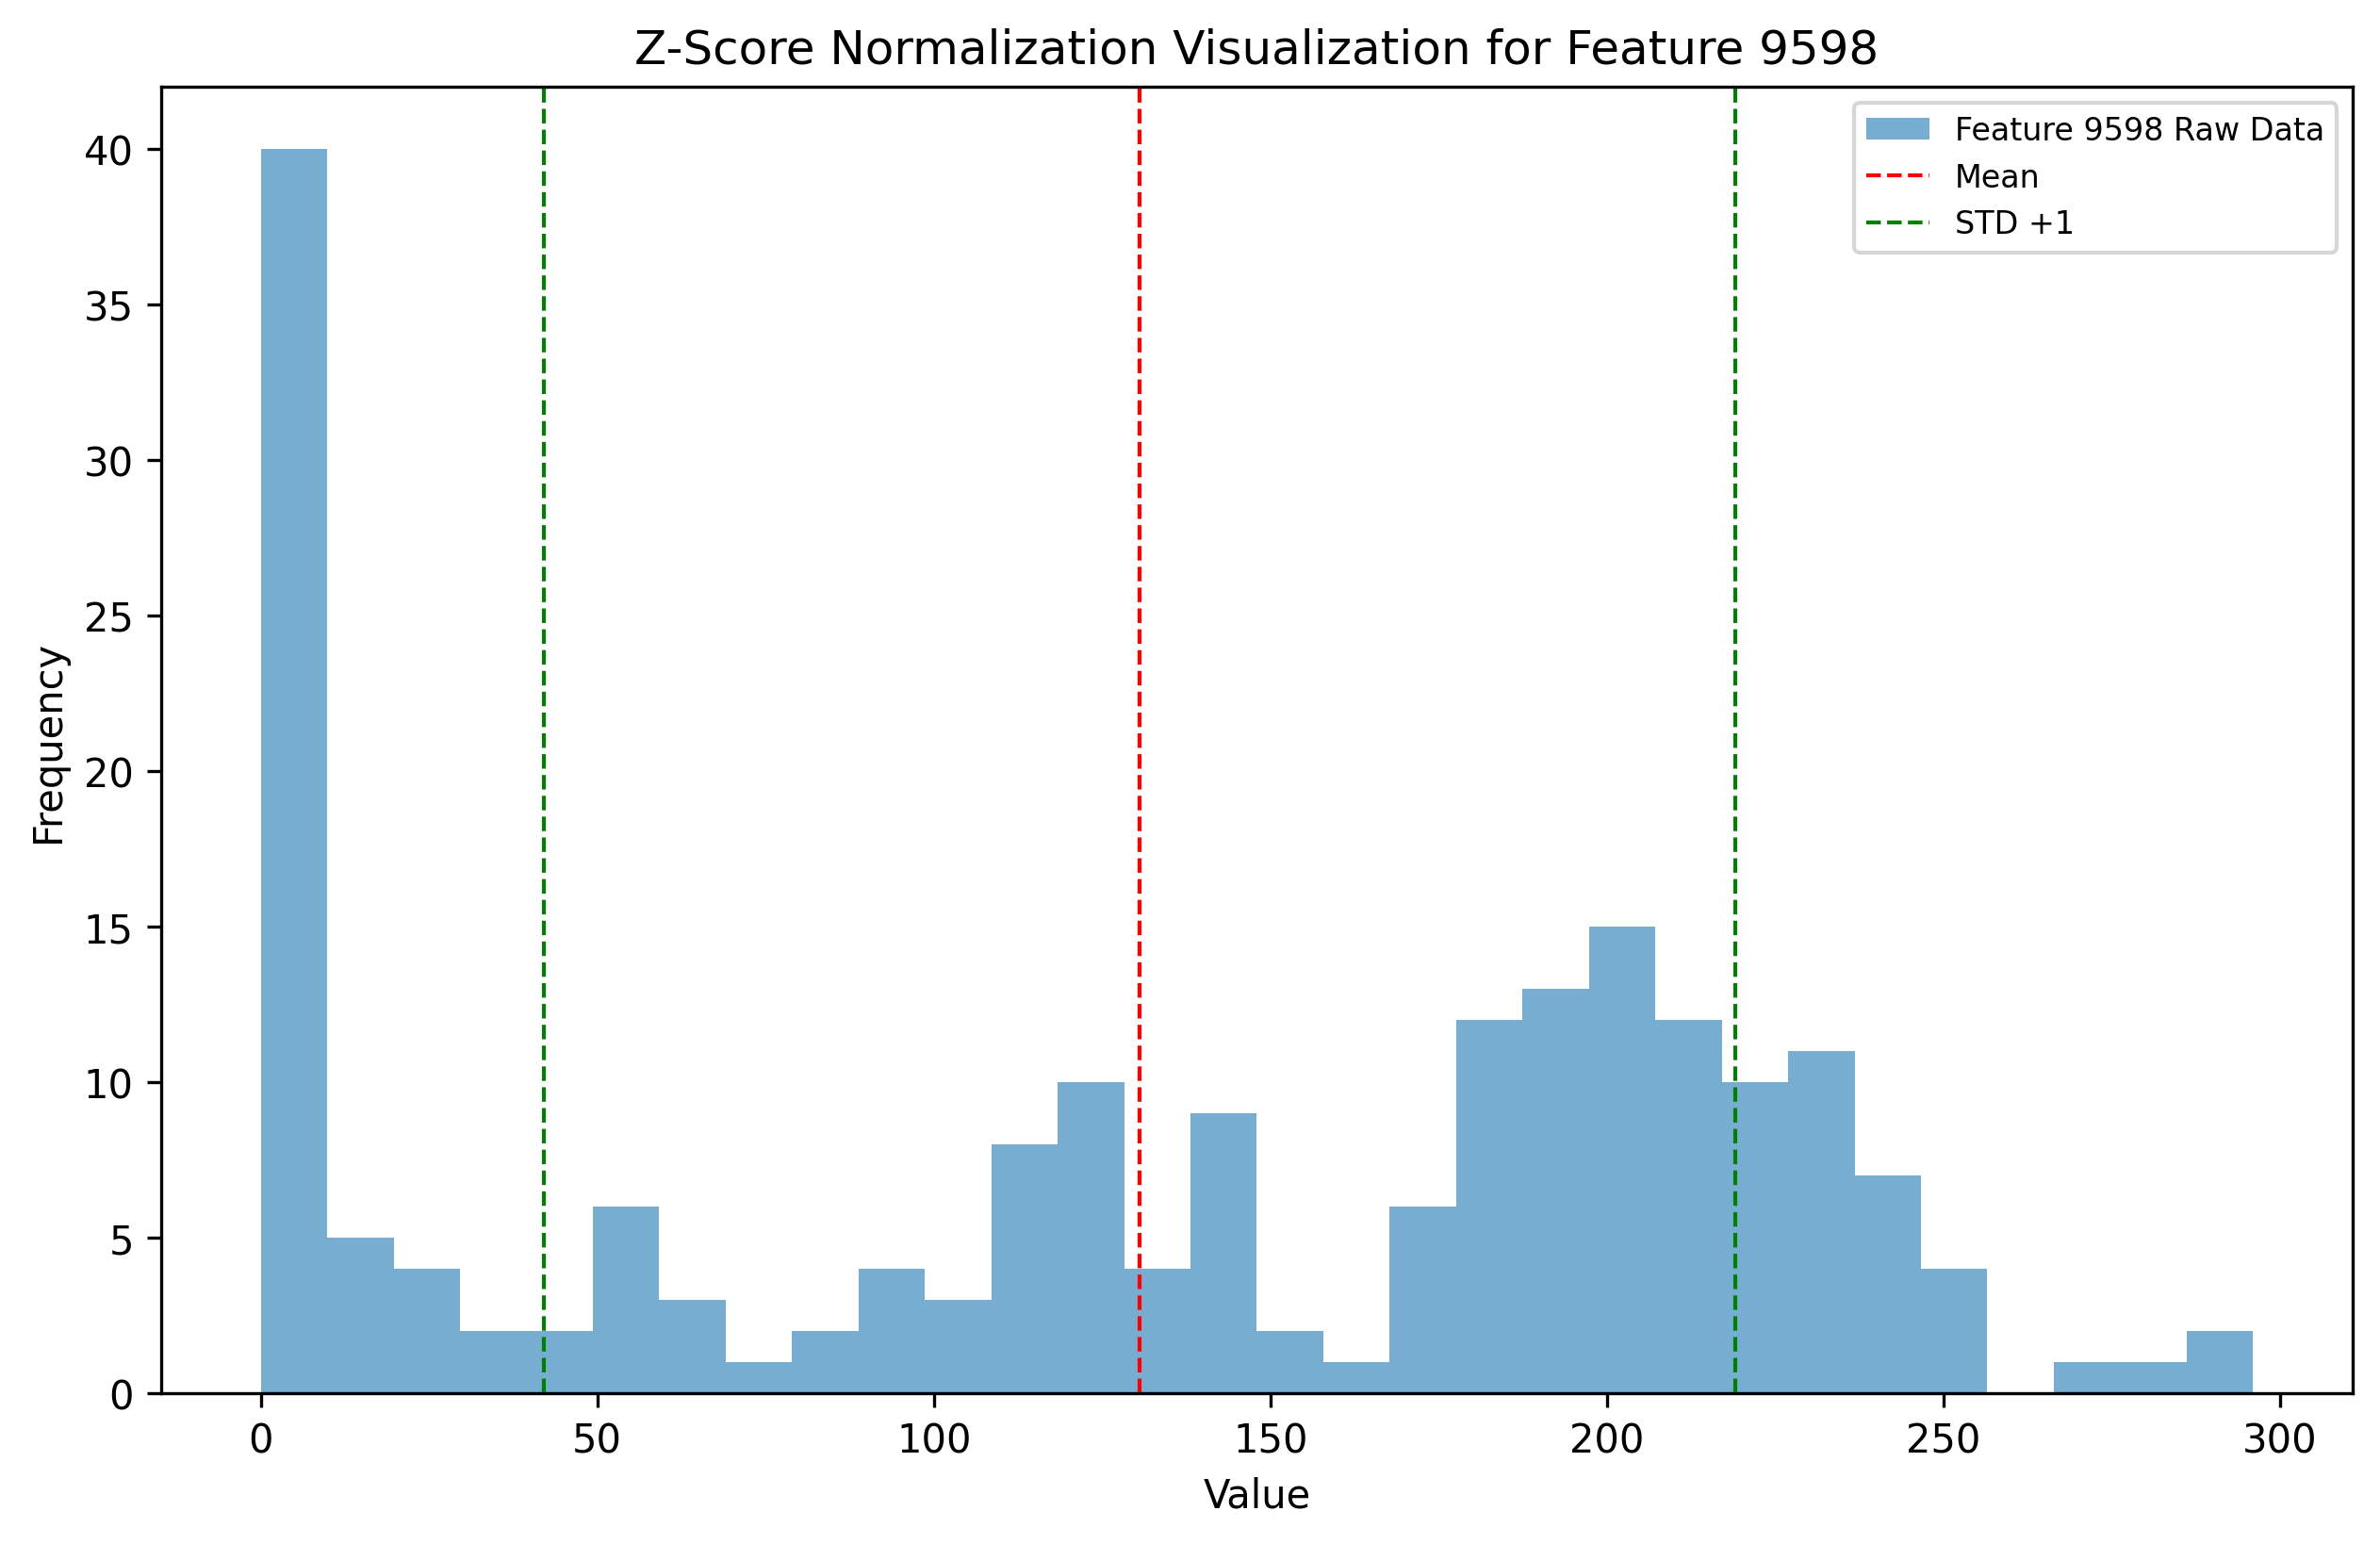 Z-Score Normalization Visualization for Feature 9598
Feature 9598 Raw Data
Mean
STD +1
40
35
30
25
20
15
10
5
0
Frequency
0 50 100 150 200 250 300
Value